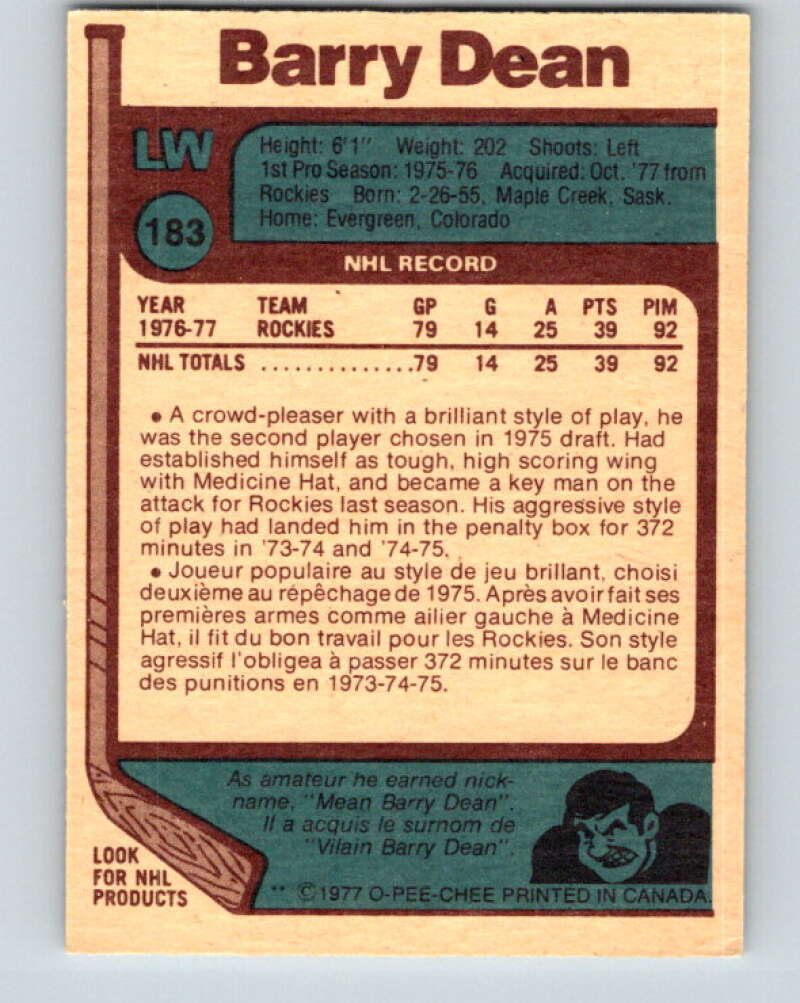 Barry Dean
LW
183
Height: 6'1" Weight: 202 Shoots: Left
1st Pro Season: 1975-76 Acquired: Oct. '77 from
Rockies Born: 2-26-55, Maple Creek, Sask.
Home: Evergreen, Colorado
NHL RECORD
YEAR TEAM GP G A PTS PIM
1976-77 ROCKIES 79 14 25 39 92
NHL TOTALS ..............79 14 25 39 92
• A crowd-pleaser with a brilliant style of play, he
was the second player chosen in 1975 draft. Had
established himself as tough, high scoring wing
with Medicine Hat, and became a key man on the
attack for Rockies last season. His aggressive style
of play had landed him in the penalty box for 372
minutes in '73-74 and '74-75.
• Joueur populaire au style de jeu brillant, choisi
deuxième au répêchage de 1975. Après avoir fait ses
premières armes comme ailier gauche à Medicine
Hat, il fit du bon travail pour les Rockies. Son style
agressif l'obligea à passer 372 minutes sur le banc
des punitions en 1973-74-75.
As amateur he earned nick-
name, "Mean Barry Dean".
Il a acquis le surnom de
"Vilain Barry Dean".
LOOK
FOR NHL
PRODUCTS
** ©1977 O-PEE-CHEE PRINTED IN CANADA.